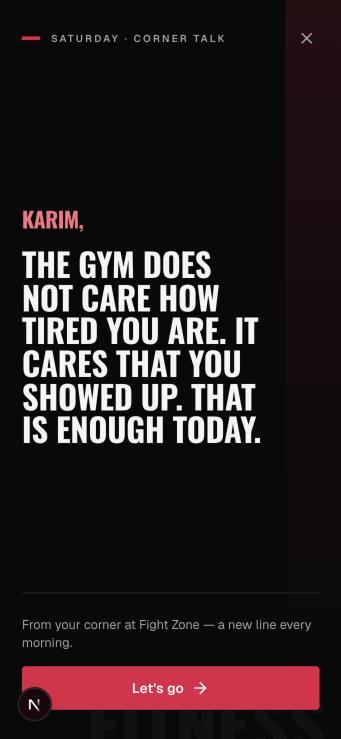 SATURDAY · CORNER TALK
KARIM,
THE GYM DOES
NOT CARE HOW
TIRED YOU ARE. IT
CARES THAT YOU
SHOWED UP. THAT
IS ENOUGH TODAY.
From your corner at Fight Zone — a new line every
morning.
Let's go →
N
FITNESS